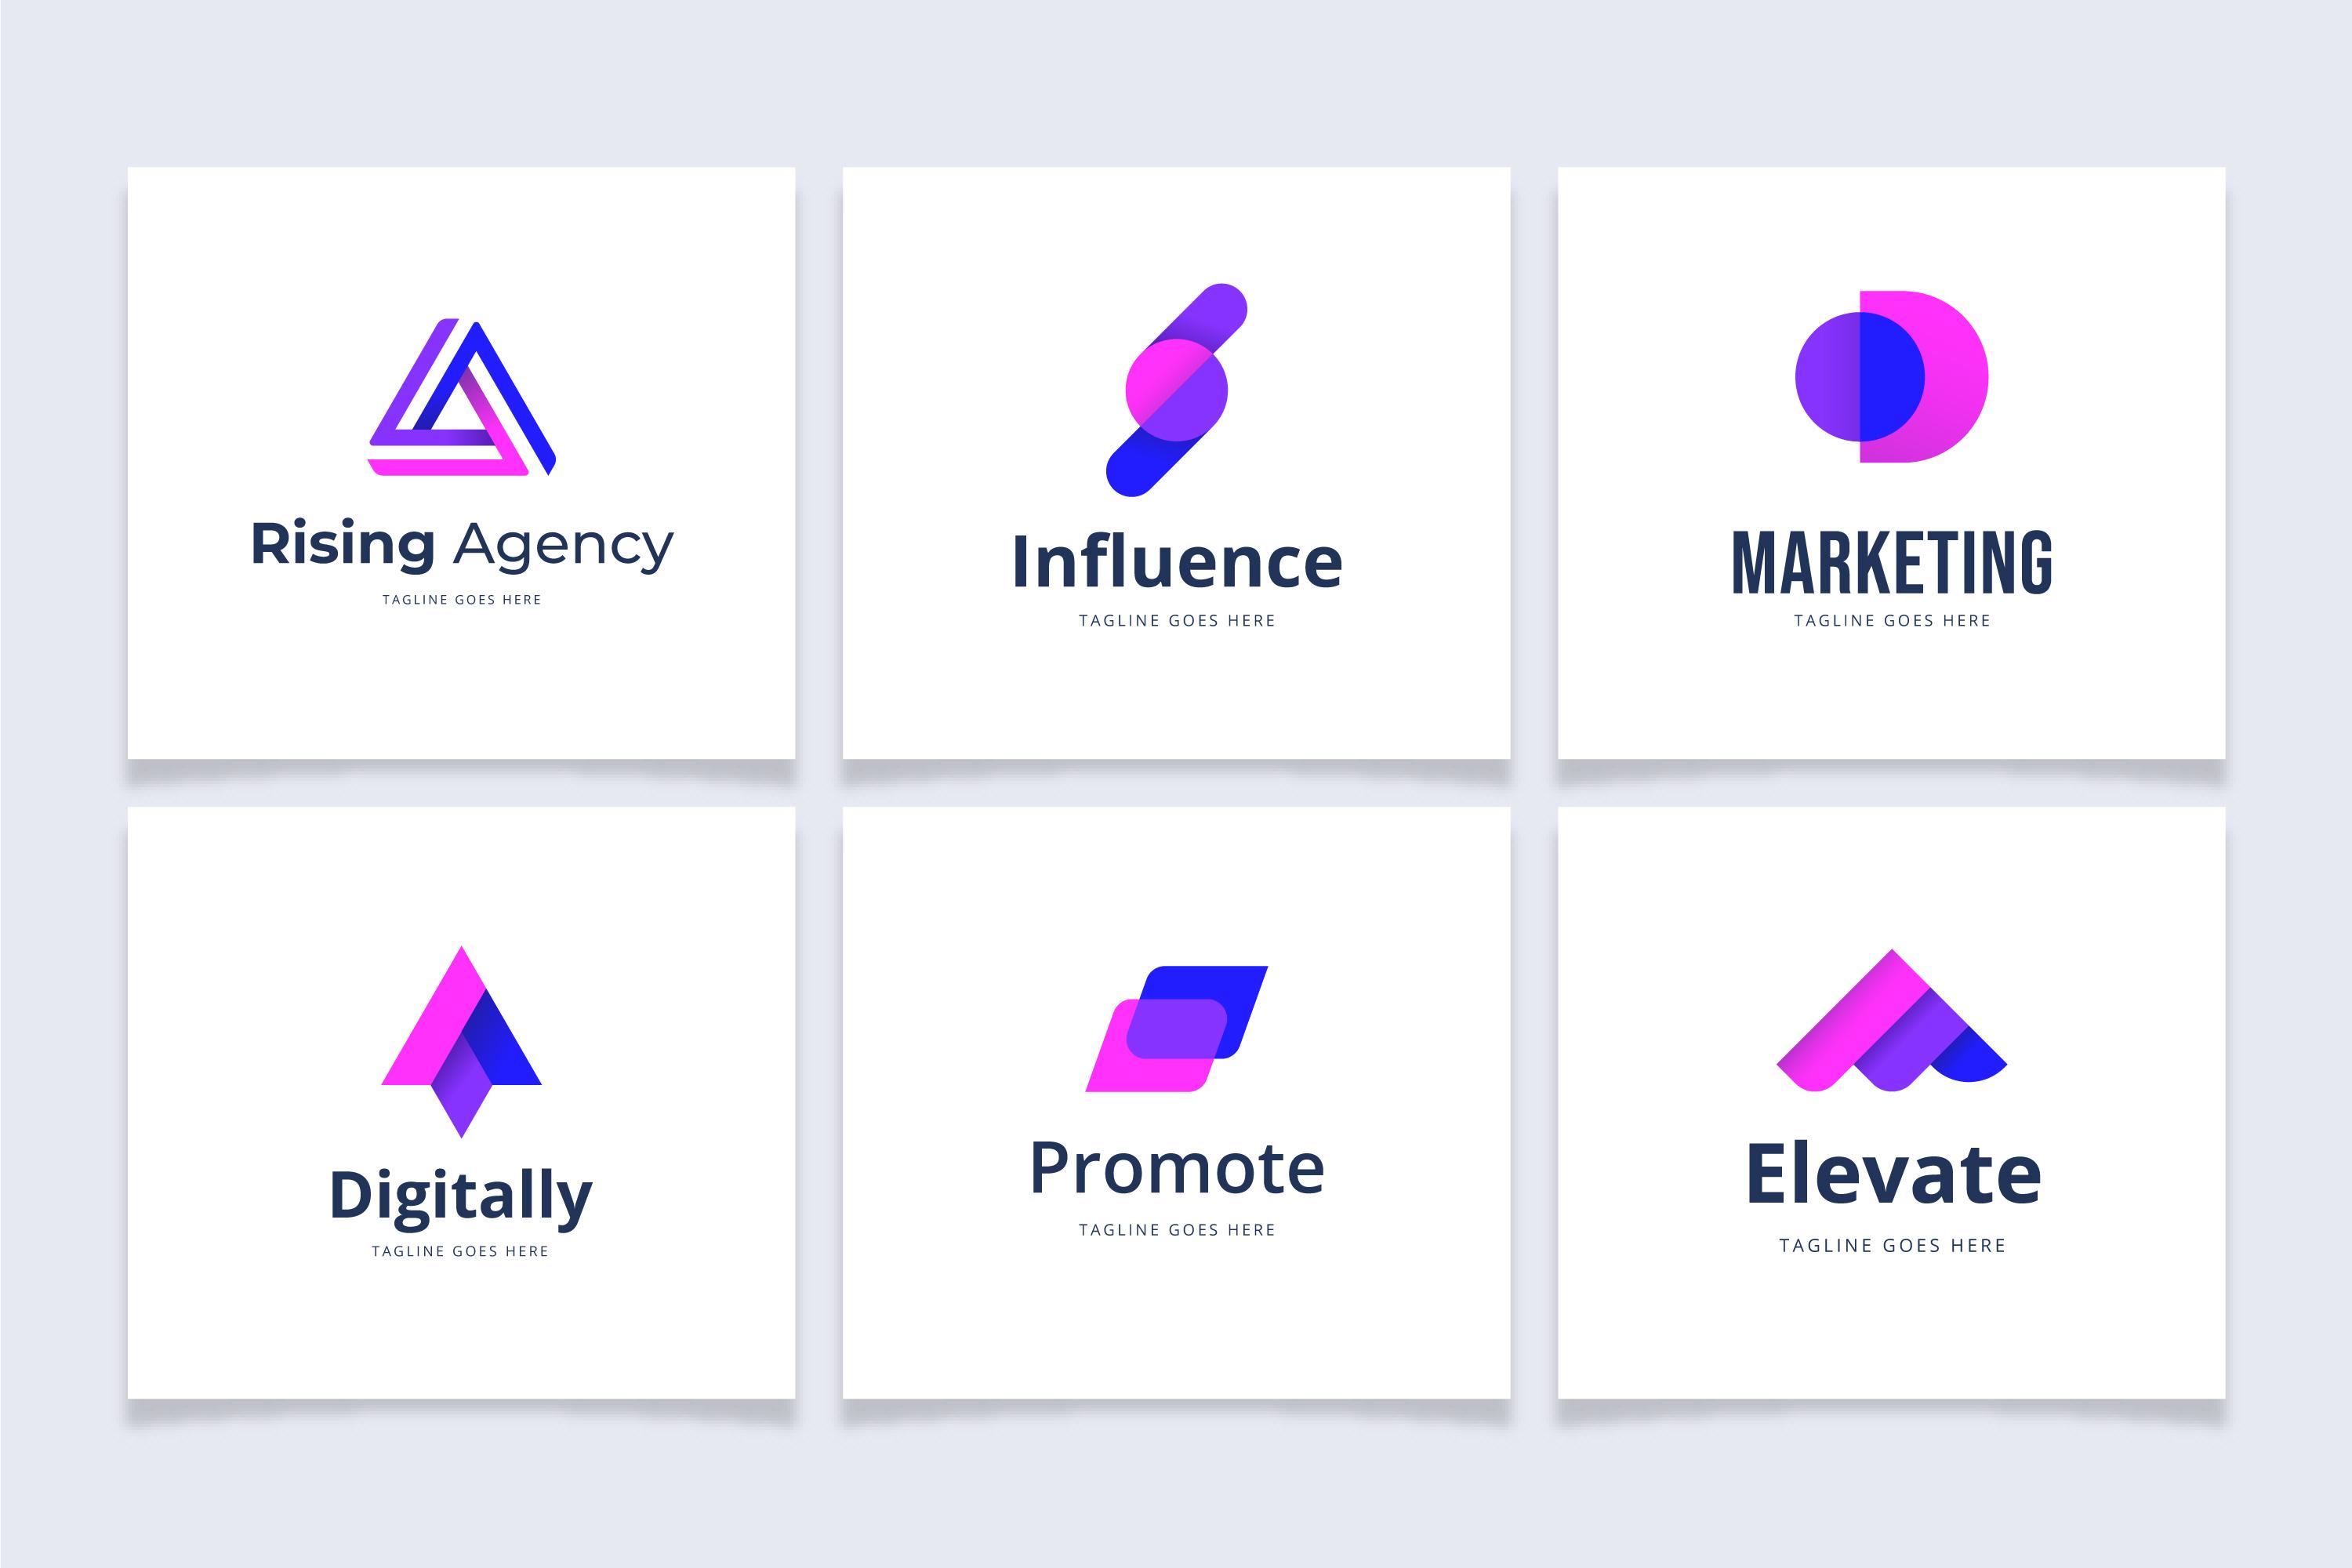 Rising Agency
TAGLINE GOES HERE
Influence
TAGLINE GOES HERE
MARKETING
TAGLINE GOES HERE
Digitally
TAGLINE GOES HERE
Promote
TAGLINE GOES HERE
Elevate
TAGLINE GOES HERE